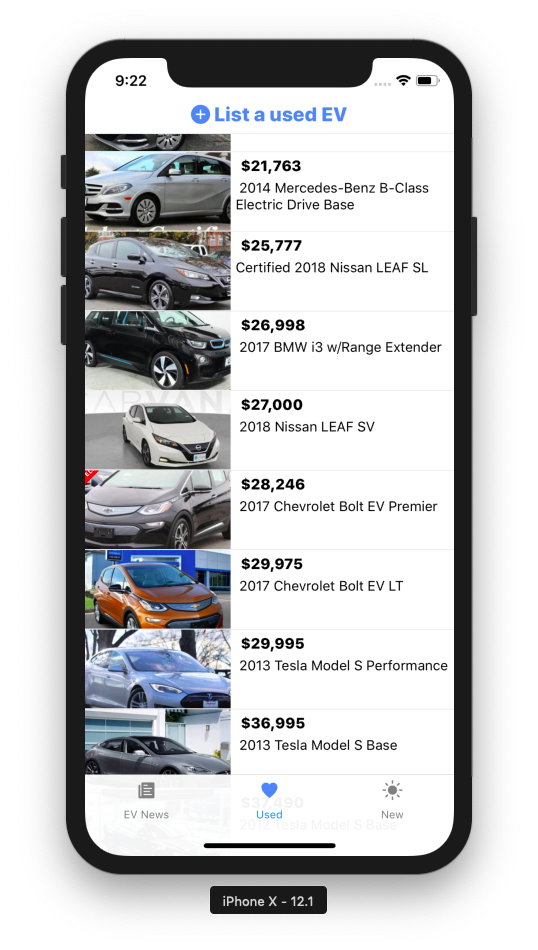 9:22
List a used EV
$21,763
2014 Mercedes-Benz B-Class
Electric Drive Base
$25,777
Certified 2018 Nissan LEAF SL
$26,998
2017 BMW i3 w/Range Extender
$27,000
2018 Nissan LEAF SV
$28,246
2017 Chevrolet Bolt EV Premier
$29,975
2017 Chevrolet Bolt EV LT
$29,995
2013 Tesla Model S Performance
$36,995
2013 Tesla Model S Base
$37,490
2012 Tesla Model S Base
EV News
Used
New
iPhone X - 12.1